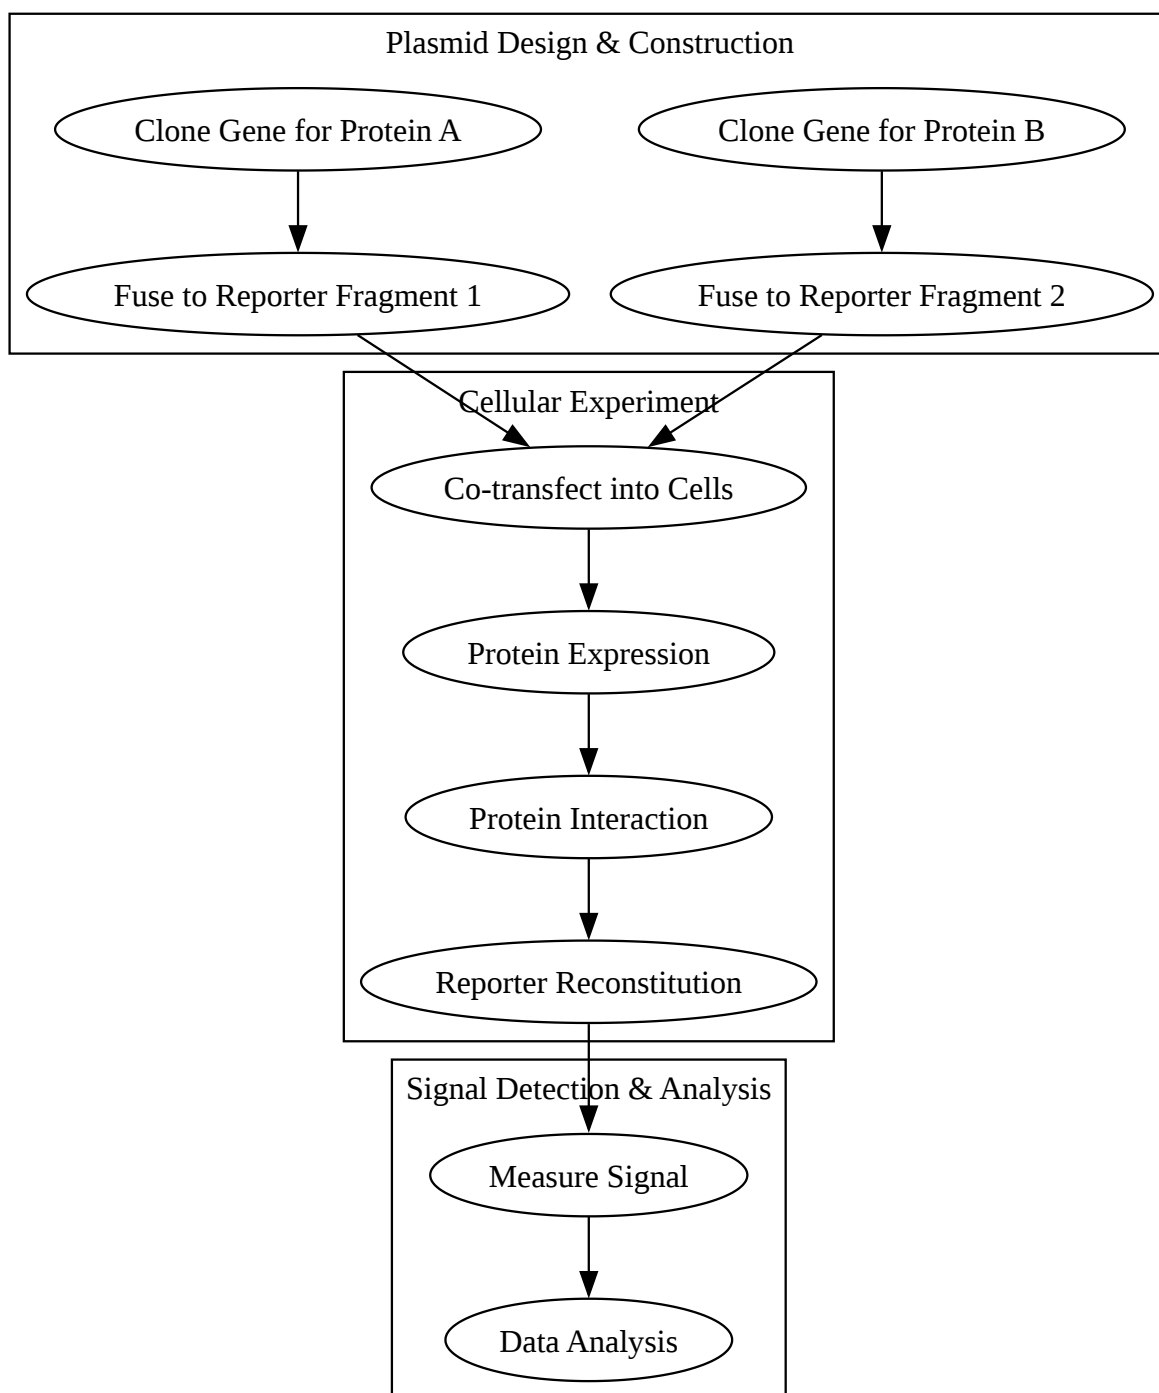 Plasmid Design & Construction
Clone Gene for Protein A
Clone Gene for Protein B
Fuse to Reporter Fragment 1
Fuse to Reporter Fragment 2
Cellular Experiment
Co-transfect into Cells
Protein Expression
Protein Interaction
Reporter Reconstitution
Signal Detection & Analysis
Measure Signal
Data Analysis